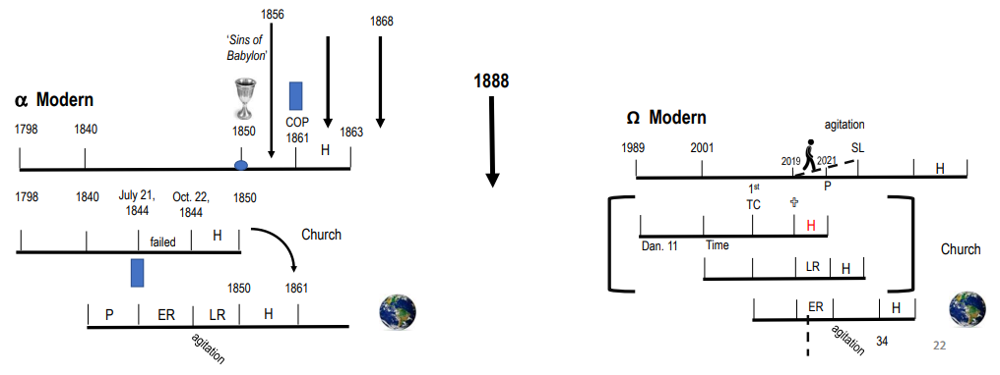 1856
1868
'Sins of
Babylon'
α Modern
COP
1798
1840
1850
1861
H
1863
1798
1840
July 21,
1844
Oct. 22,
1844
1850
failed
H
Church
1850
1861
P
ER
LR
H
agitation
1888
Ω Modern
agitation
1989
2001
2019
2021
SL
H
1st
TC
P
H
Dan. 11
Time
Church
LR
H
ER
H
agitation
34
22